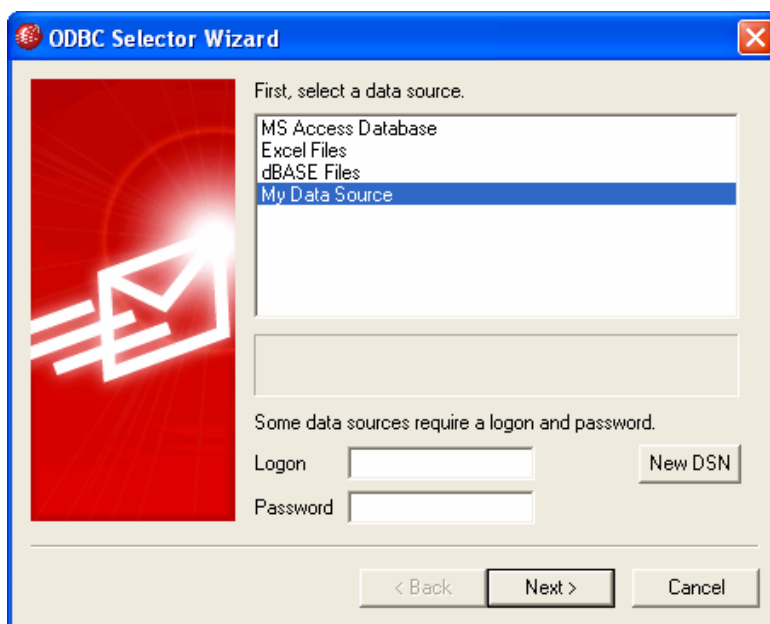 ODBC Selector Wizard
First, select a data source.
MS Access Database
Excel Files
dBASE Files
My Data Source
Some data sources require a logon and password.
Logon
New DSN
Password
< Back
Next >
Cancel